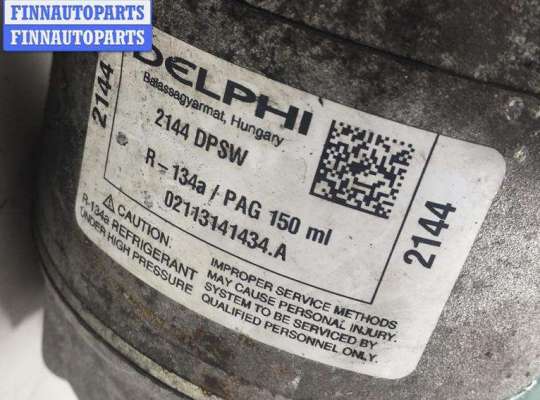 FINNAUTOPARTS
FINNAUTOPARTS
DELPHI
Balassagyarmat, Hungary
2144
2144 DPSW
R-134a / PAG 150 ml
02113141434.A
2144
⚠ CAUTION:
R-134a REFRIGERANT
UNDER HIGH PRESSURE
IMPROPER SERVICE METHODS
MAY CAUSE PERSONAL INJURY.
SYSTEM TO BE SERVICED BY
QUALIFIED PERSONNEL ONLY.